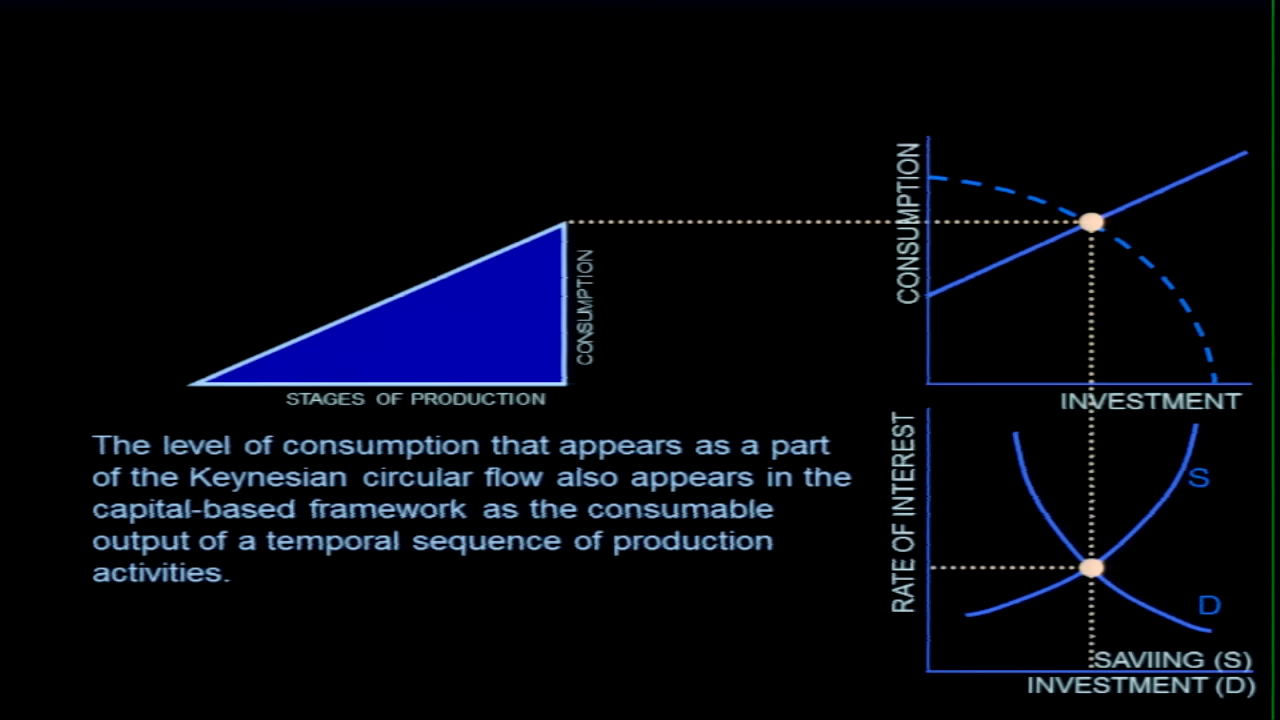 CONSUMPTION
CONSUMPTION
STAGES OF PRODUCTION
INVESTMENT
The level of consumption that appears as a part
of the Keynesian circular flow also appears in the
capital-based framework as the consumable
output of a temporal sequence of production
activities.
RATE OF INTEREST
S
D
SAVIING (S)
INVESTMENT (D)